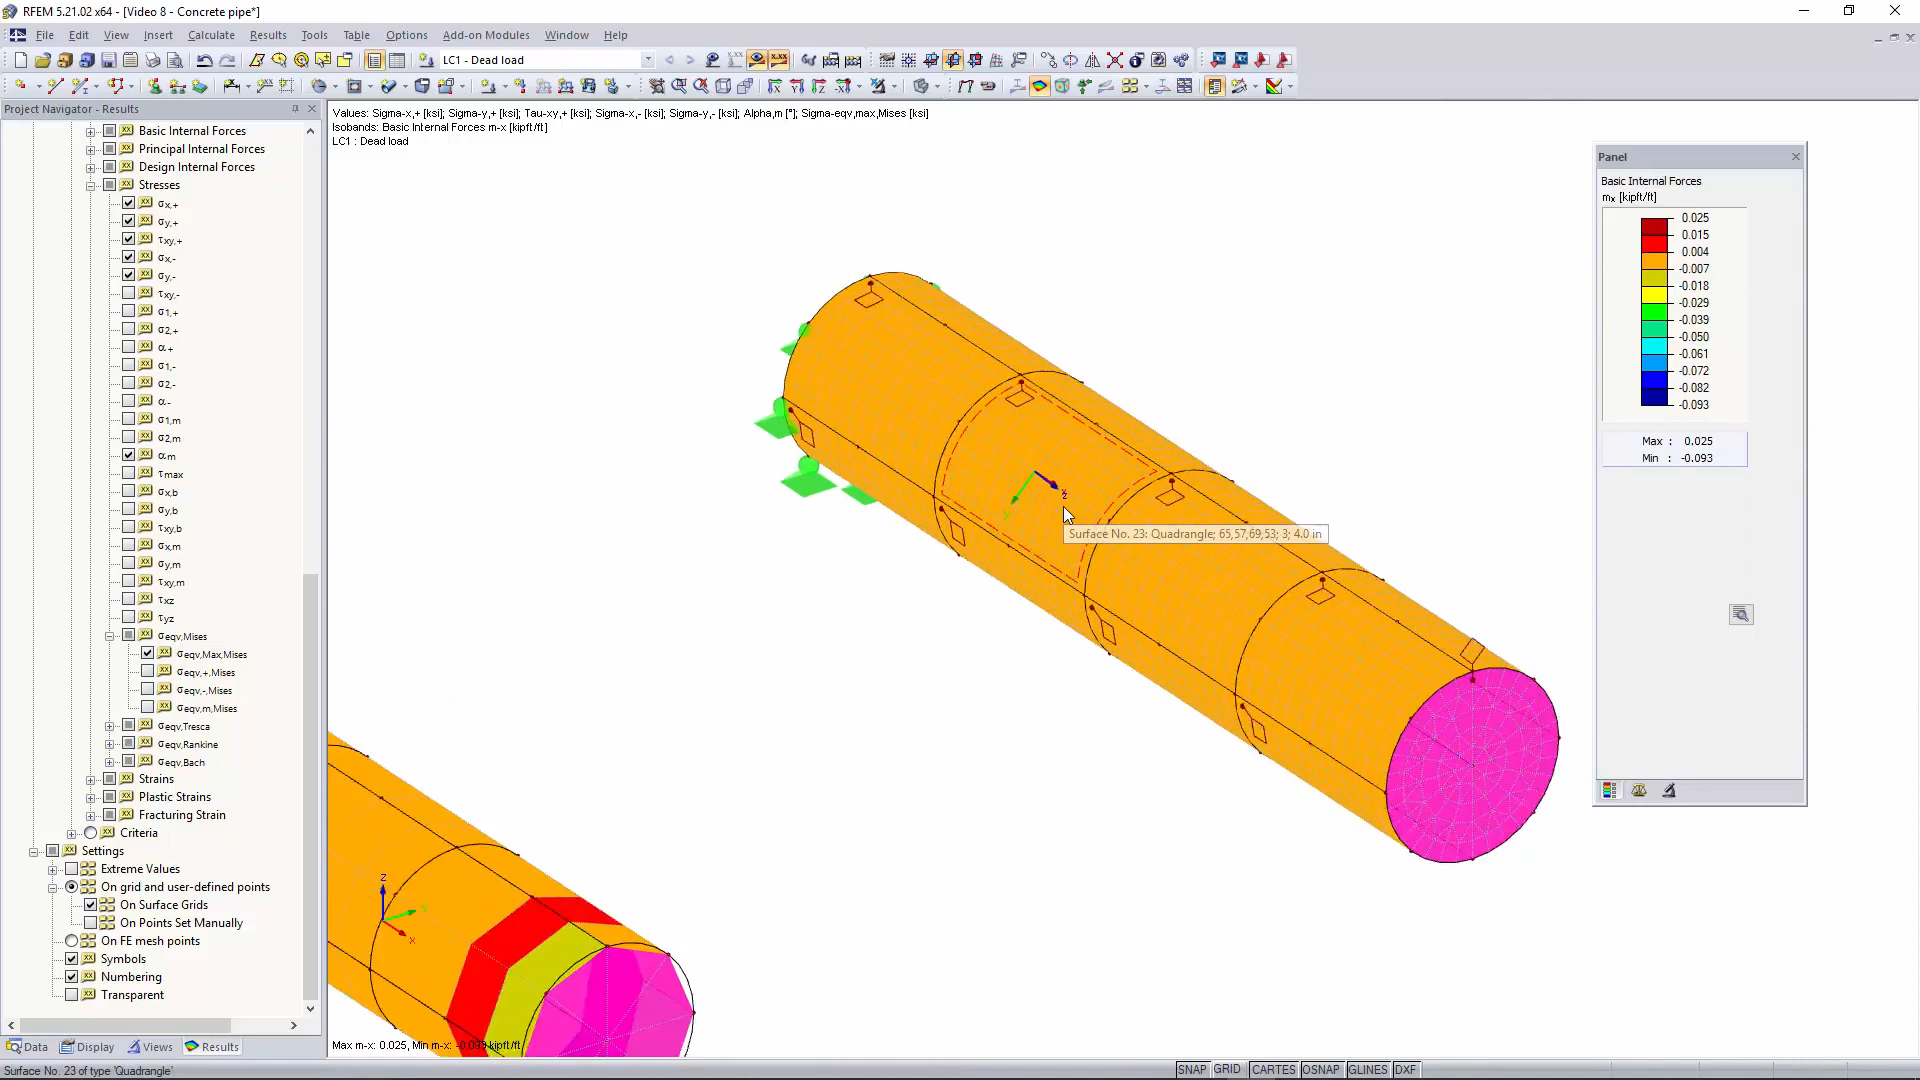 RFEM 5.21.02 x64 - [Video 8 - Concrete pipe*]
File Edit View Insert Calculate Results Tools Table Options Add-on Modules Window Help
LC1 - Dead load
Project Navigator - Results
Basic Internal Forces
Principal Internal Forces
Design Internal Forces
Stresses
σx,+
σy,+
τxy,+
σx,-
σy,-
τxy,-
σ1,+
σ2,+
α+
σ1,-
σ2,-
α-
σ1,m
σ2,m
αm
τmax
σx,b
σy,b
τxy,b
σx,m
σy,m
τxy,m
τxz
τyz
σeqv,Mises
σeqv,Max,Mises
σeqv,+,Mises
σeqv,-,Mises
σeqv,m,Mises
σeqv,Tresca
σeqv,Rankine
σeqv,Bach
Strains
Plastic Strains
Fracturing Strain
Criteria
Settings
Extreme Values
On grid and user-defined points
On Surface Grids
On Points Set Manually
On FE mesh points
Symbols
Numbering
Transparent
Data Display Views Results
Surface No. 23 of type 'Quadrangle'
Values: Sigma-x,+ [ksi]; Sigma-y,+ [ksi]; Tau-xy,+ [ksi]; Sigma-x,- [ksi]; Sigma-y,- [ksi]; Alpha,m [°]; Sigma-eqv,max,Mises [ksi]
Isobands: Basic Internal Forces m-x [kipft/ft]
LC1 : Dead load
z
y
Surface No. 23: Quadrangle; 65,57,69,53; 3; 4.0 in
Z
Y
X
Max m-x: 0.025, Min m-x: -0.093 kipft/ft
Panel
Basic Internal Forces
mx [kipft/ft]
0.025
0.015
0.004
-0.007
-0.018
-0.029
-0.039
-0.050
-0.061
-0.072
-0.082
-0.093
Max : 0.025
Min : -0.093
SNAP GRID CARTES OSNAP GLINES DXF